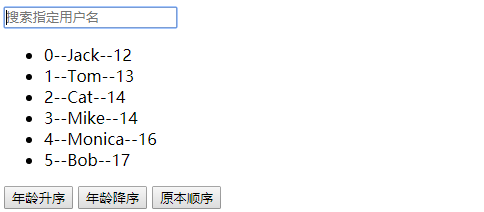 搜索指定用户名
0--Jack--12
1--Tom--13
2--Cat--14
3--Mike--14
4--Monica--16
5--Bob--17
年龄升序 年龄降序 原本顺序